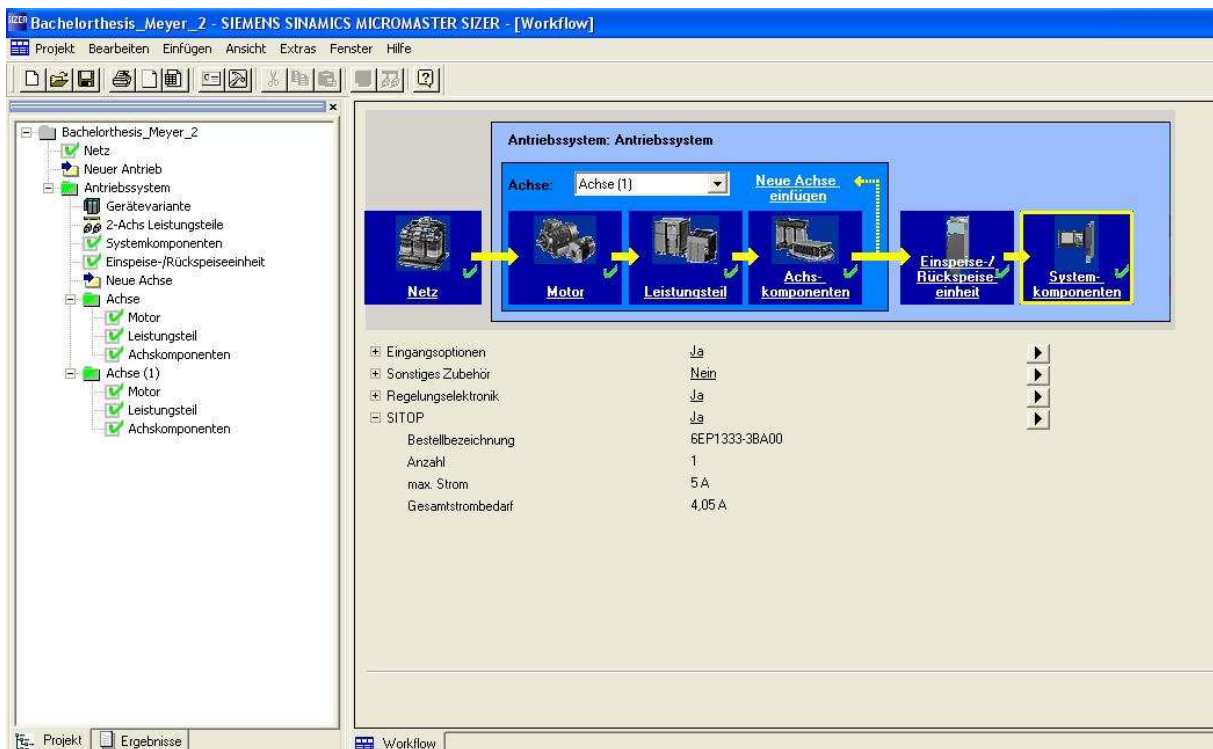 SIZER Bachelorthesis_Meyer_2 - SIEMENS SINAMICS MICROMASTER SIZER - [Workflow]
Projekt Bearbeiten Einfügen Ansicht Extras Fenster Hilfe
Bachelorthesis_Meyer_2
Netz
Neuer Antrieb
Antriebssystem
Gerätevariante
2-Achs Leistungsteile
Systemkomponenten
Einspeise-/Rückspeiseeinheit
Neue Achse
Achse
Motor
Leistungsteil
Achskomponenten
Achse (1)
Motor
Leistungsteil
Achskomponenten
Projekt Ergebnisse
Antriebssystem: Antriebssystem
Achse: Achse (1) Neue Achse
einfügen
Netz
Motor
Leistungsteil
Achs-
komponenten
Einspeise-/
Rückspeise
einheit
System-
komponenten
Eingangsoptionen Ja
Sonstiges Zubehör Nein
Regelungselektronik Ja
SITOP Ja
Bestellbezeichnung 6EP1333-3BA00
Anzahl 1
max. Strom 5 A
Gesamtstrombedarf 4,05 A
Workflow